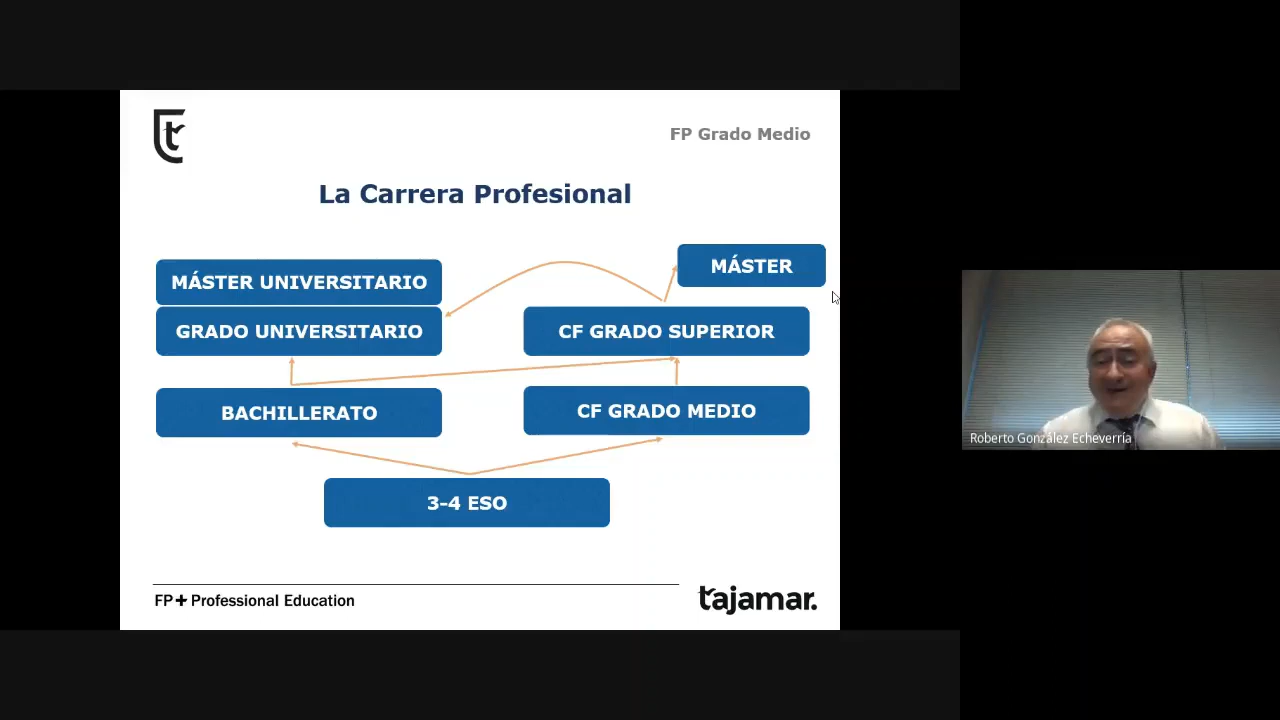 FP Grado Medio
La Carrera Profesional
MÁSTER
MÁSTER UNIVERSITARIO
GRADO UNIVERSITARIO
CF GRADO SUPERIOR
BACHILLERATO
CF GRADO MEDIO
3-4 ESO
FP+Professional Education
tajamar.
Roberto González Echeverría